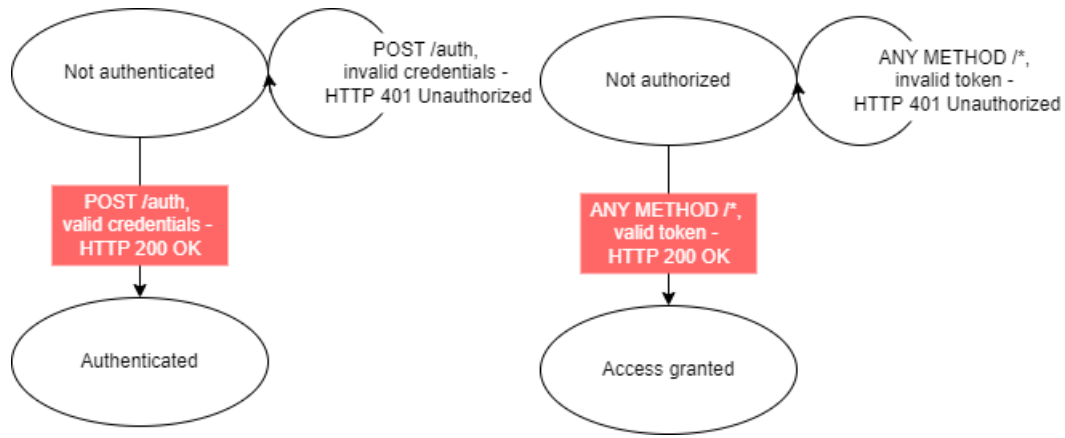 Not authenticated
POST /auth,
invalid credentials -
HTTP 401 Unauthorized
POST /auth,
valid credentials -
HTTP 200 OK
Authenticated
Not authorized
ANY METHOD /*,
invalid token -
HTTP 401 Unauthorized
ANY METHOD /*,
valid token -
HTTP 200 OK
Access granted